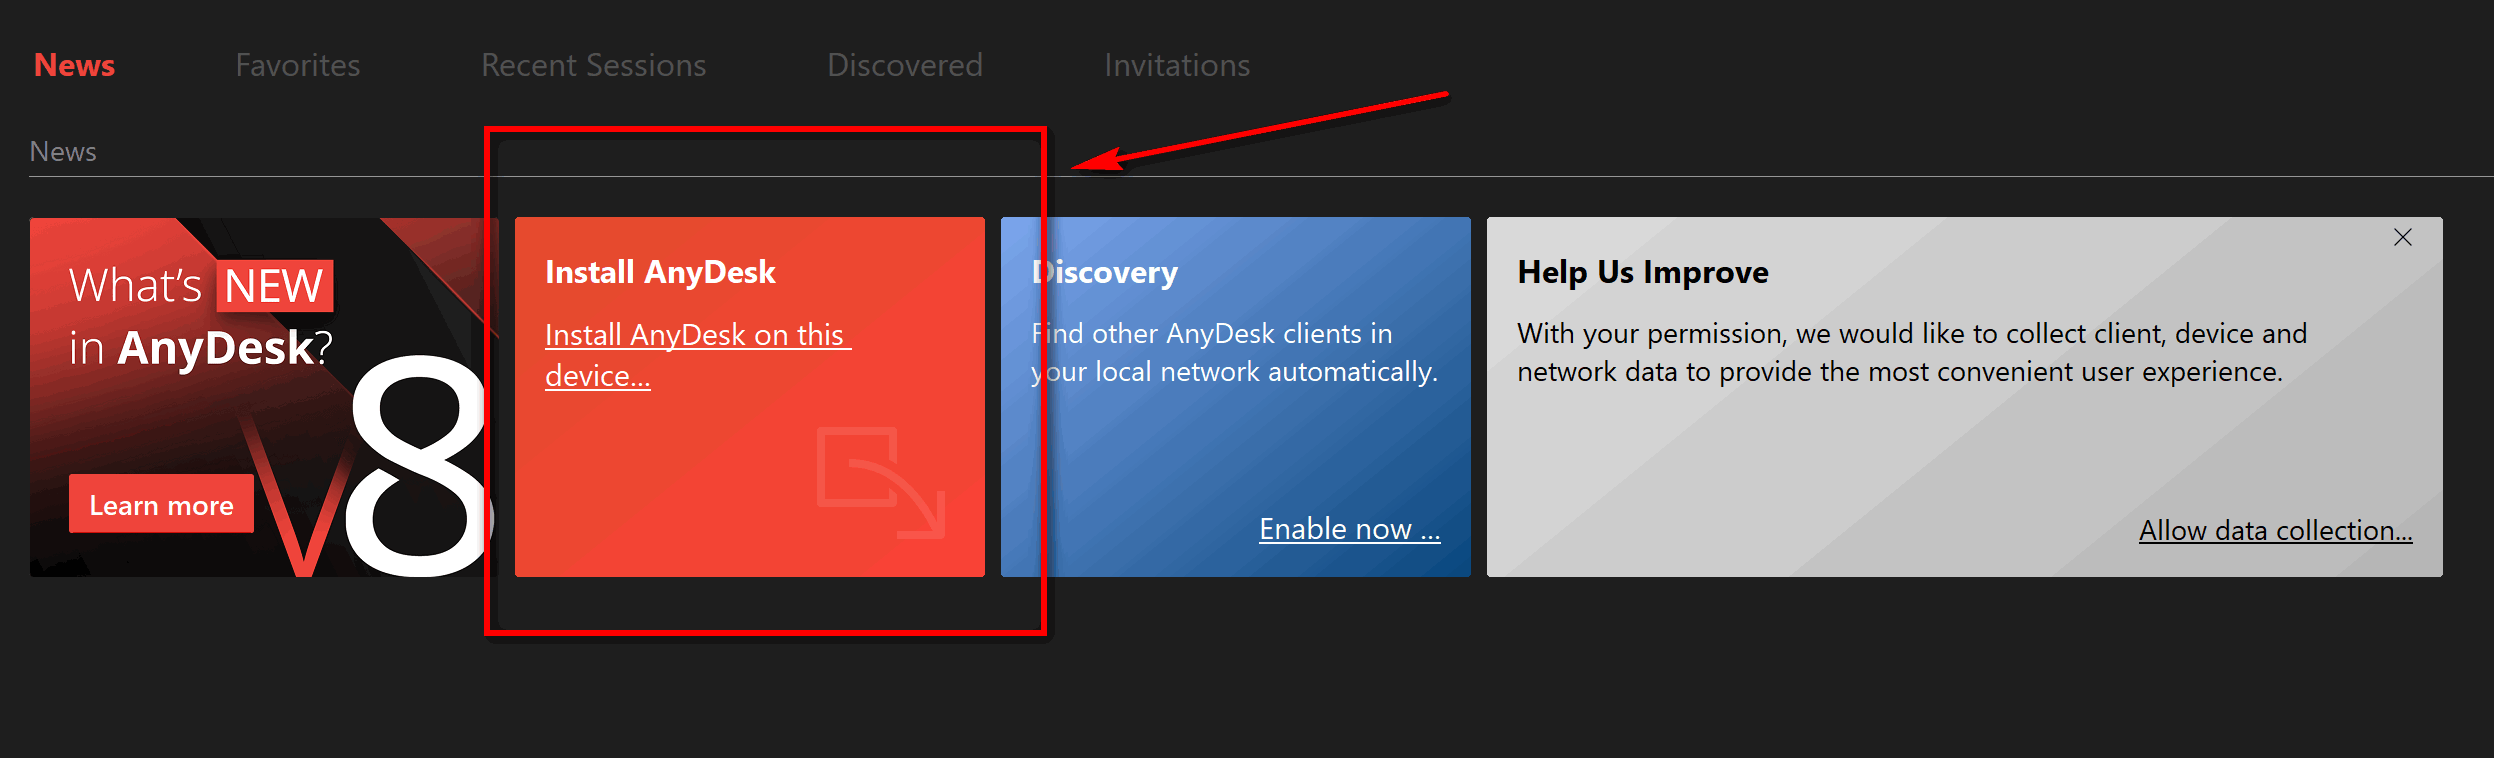 News Favorites Recent Sessions Discovered Invitations
News
What's NEW
in AnyDesk?
V8
Learn more
Install AnyDesk
Install AnyDesk on this
device...
Discovery
Find other AnyDesk clients in
your local network automatically.
Enable now ...
Help Us Improve
With your permission, we would like to collect client, device and
network data to provide the most convenient user experience.
Allow data collection...